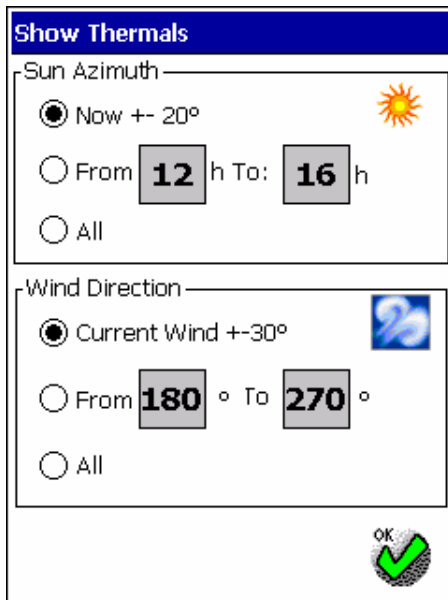 Show Thermals
Sun Azimuth
Now +- 20º
From 12 h To: 16 h
All
Wind Direction
Current Wind +-30º
From 180 º To 270 º
All
OK